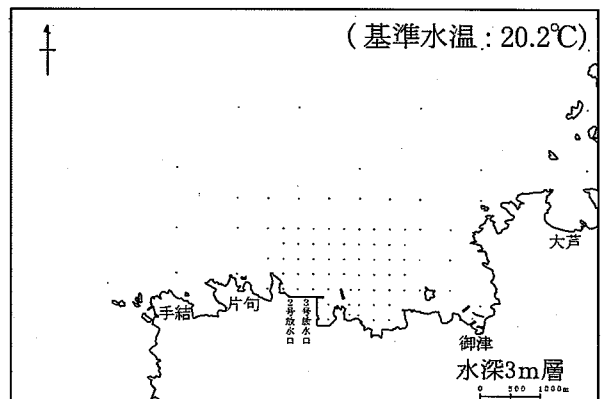 (基準水温：20.2℃)
大芦
手結
片句
2号放水口
3号放水口
御津
水深3m層
0 500 1000m